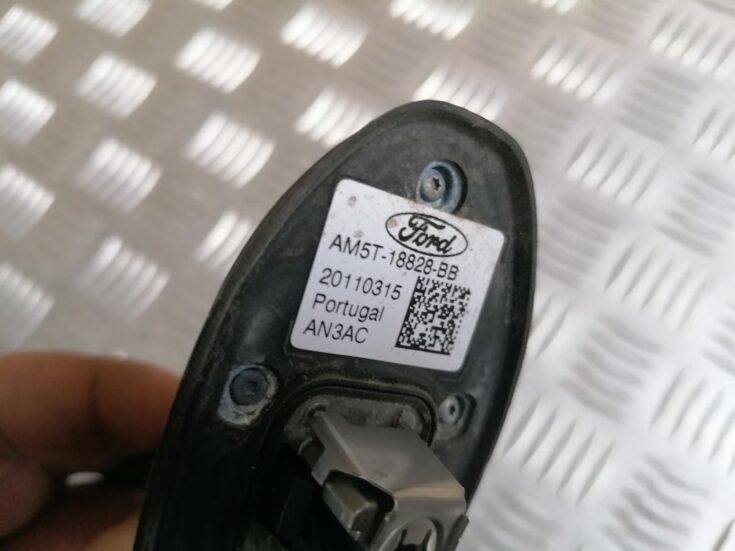 Ford
AM5T-18828-BB
20110315
Portugal
AN3AC